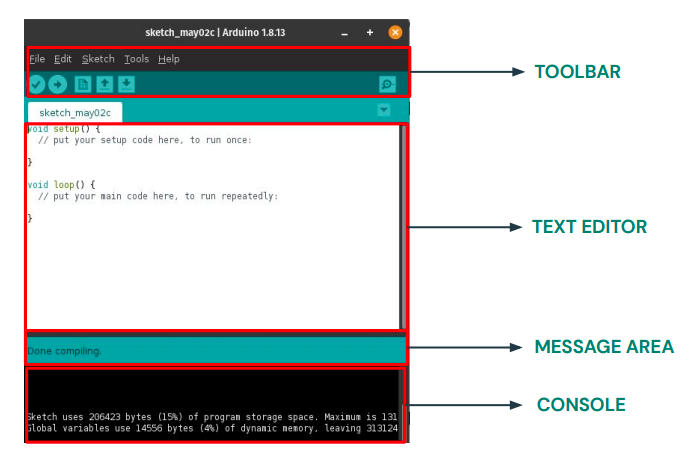 sketch_may02c | Arduino 1.8.13
File Edit Sketch Tools Help
TOOLBAR
sketch_may02c
void setup() {
// put your setup code here, to run once:
}
void loop() {
// put your main code here, to run repeatedly:
}
TEXT EDITOR
Done compiling.
MESSAGE AREA
CONSOLE
Sketch uses 206423 bytes (15%) of program storage space. Maximum is 131
Global variables use 14556 bytes (4%) of dynamic memory, leaving 313124